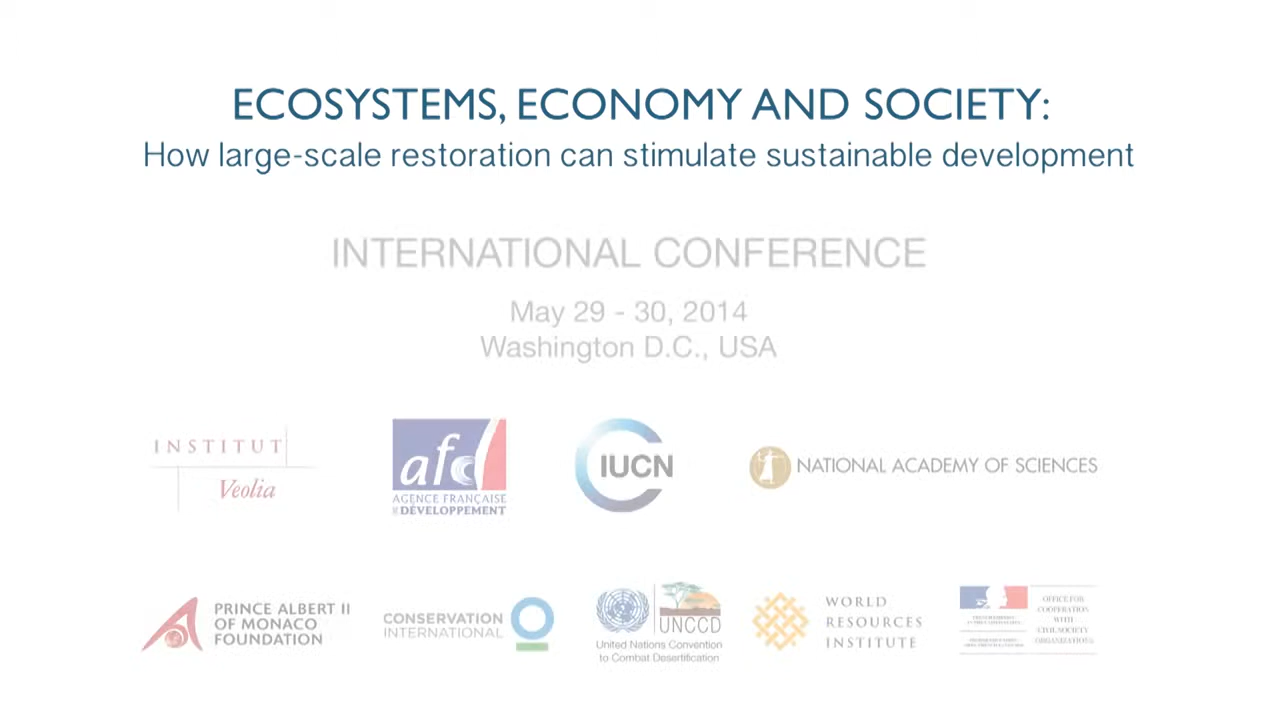 ECOSYSTEMS, ECONOMY AND SOCIETY:
How large-scale restoration can stimulate sustainable development
INTERNATIONAL CONFERENCE
May 29 - 30, 2014
Washington D.C., USA
INSTITUT
Veolia
afd
AGENCE FRANÇAISE
DE DÉVELOPPEMENT
IUCN
NATIONAL ACADEMY OF SCIENCES
PRINCE ALBERT II
OF MONACO
FOUNDATION
CONSERVATION
INTERNATIONAL
UNCCD
United Nations Convention
to Combat Desertification
WORLD
RESOURCES
INSTITUTE
OFFICE FOR
COOPERATION
WITH
CIVIL SOCIETY
ORGANIZATIONS